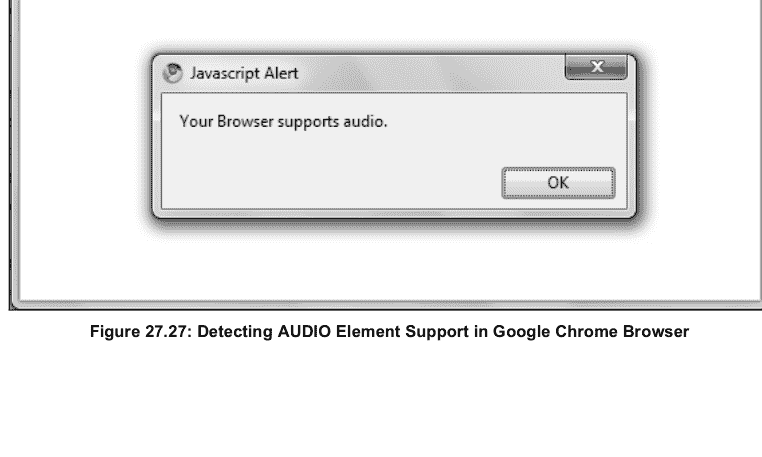 Javascript Alert
Your Browser supports audio.
OK
Figure 27.27: Detecting AUDIO Element Support in Google Chrome Browser